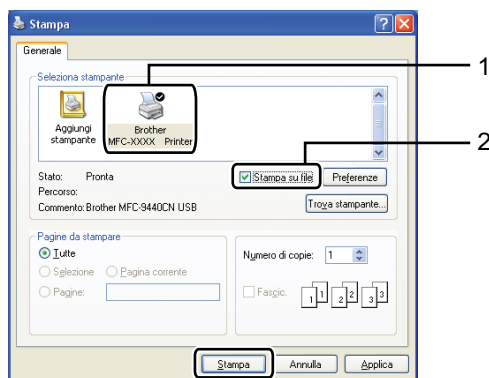 Stampa
Generale
1
Seleziona stampante
Aggiungi
stampante
Brother
MFC-XXXX Printer
2
Stato: Pronta
Stampa su file
Preferenze
Percorso:
Commento: Brother MFC-9440CN USB
Trova stampante...
Pagine da stampare
Tutte
Numero di copie: 1
Selezione Pagina corrente
Pagine:
Fascic.
1 1 2 2 3 3
Stampa Annulla Applica